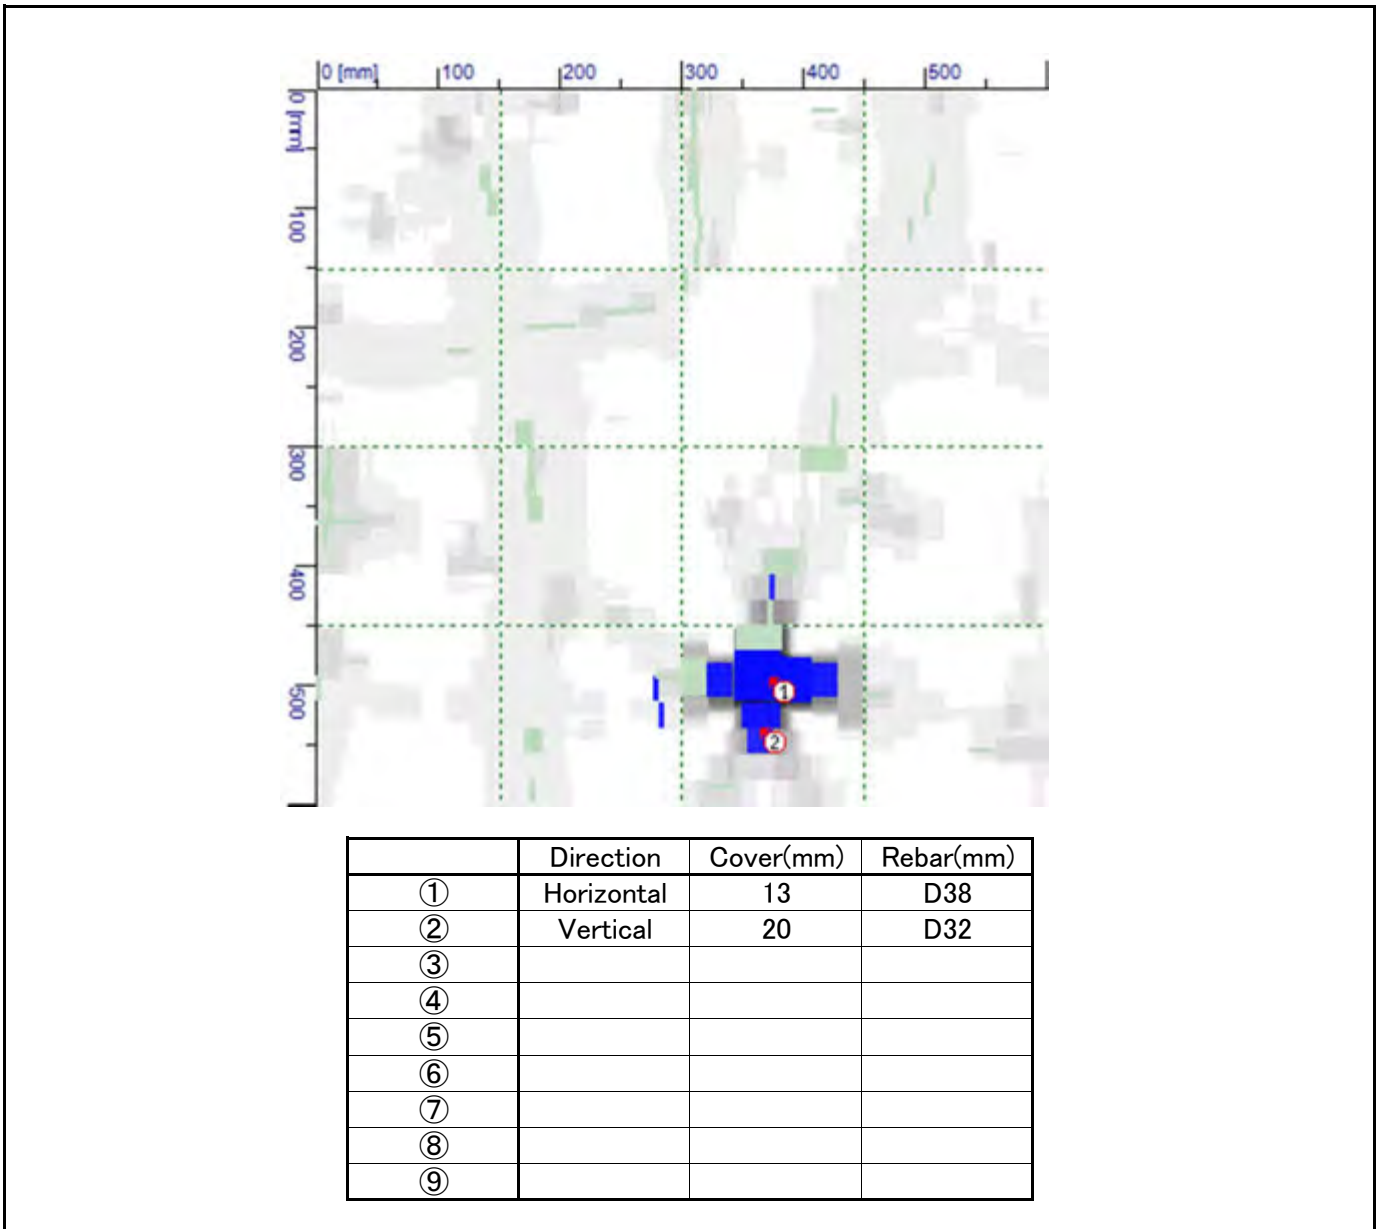 0 [mm] 100 200 300 400 500
0 [mm]
100
200
300
400
500
①
②
Direction Cover(mm) Rebar(mm)
① Horizontal 13 D38
② Vertical 20 D32
③
④
⑤
⑥
⑦
⑧
⑨